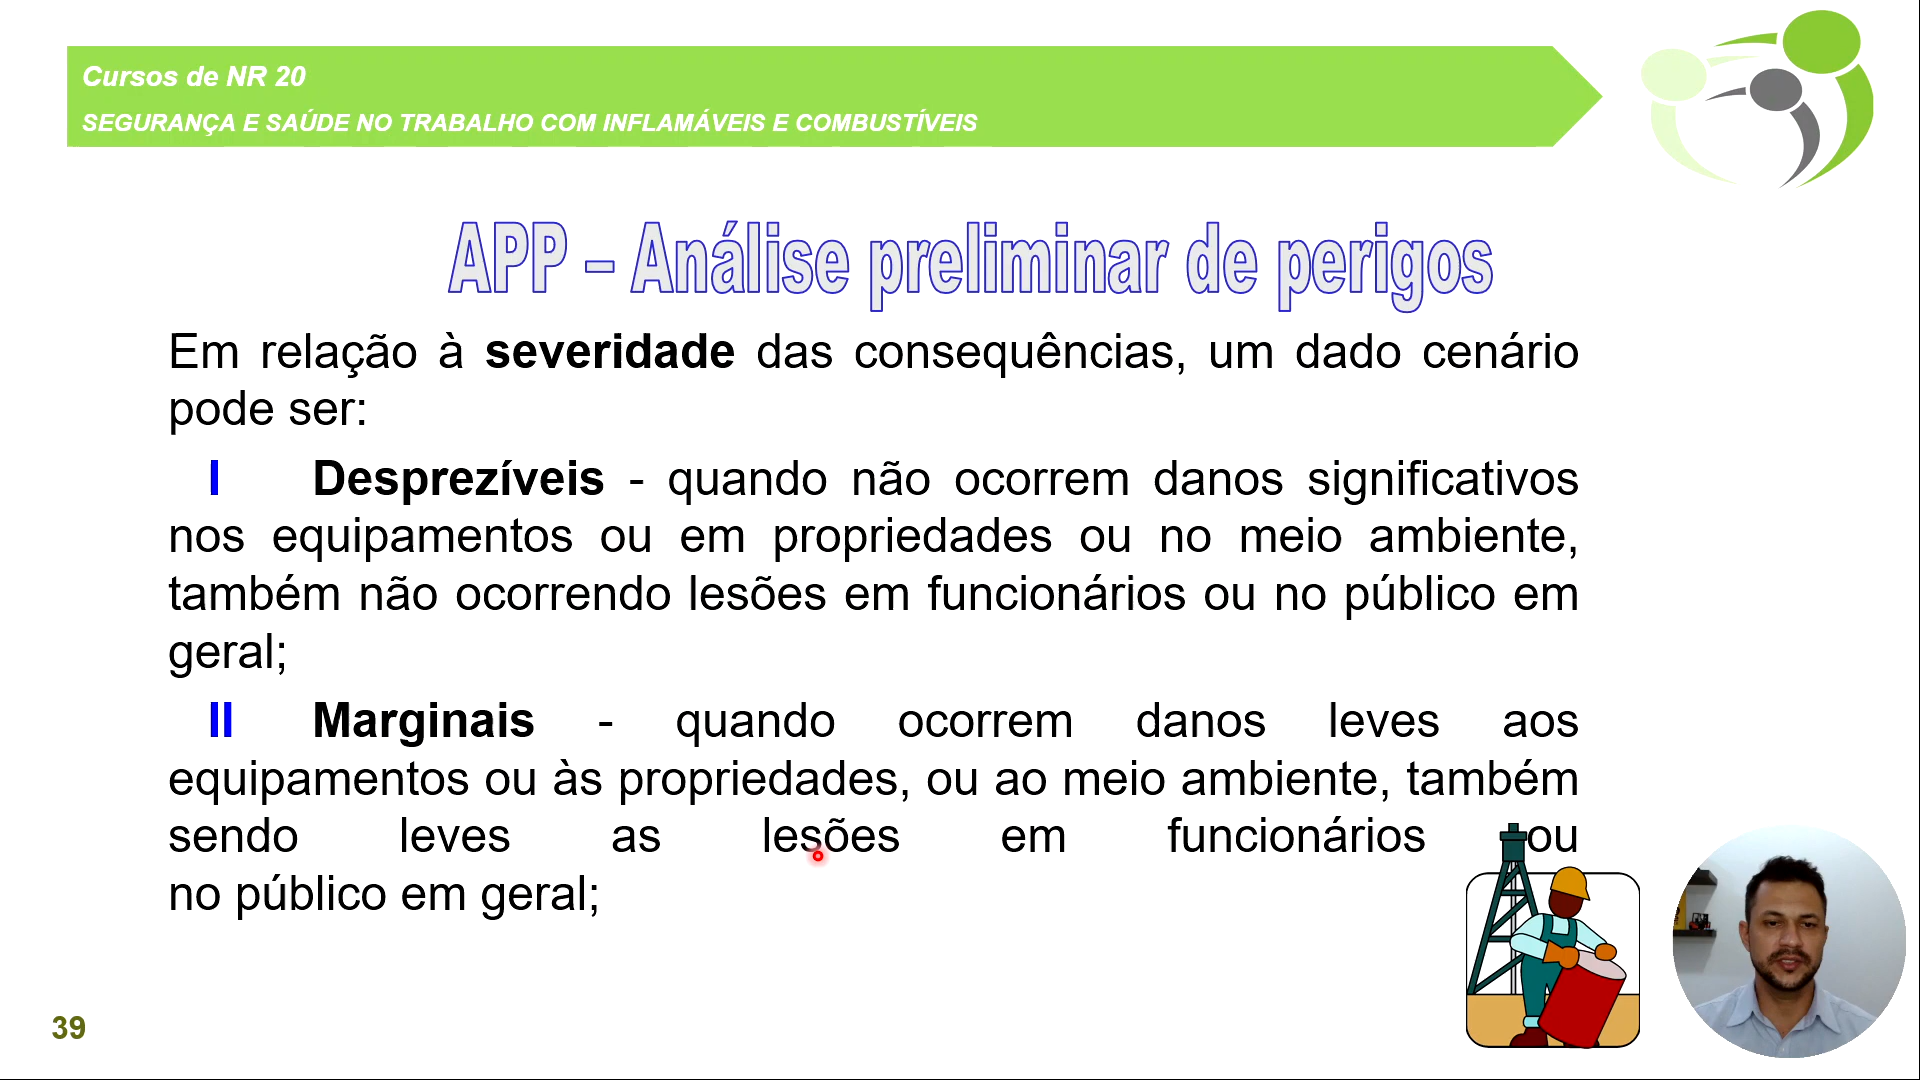 Cursos de NR 20
SEGURANÇA E SAÚDE NO TRABALHO COM INFLAMÁVEIS E COMBUSTÍVEIS
APP – Análise preliminar de perigos
Em relação à severidade das consequências, um dado cenário
pode ser:
I Desprezíveis - quando não ocorrem danos significativos
nos equipamentos ou em propriedades ou no meio ambiente,
também não ocorrendo lesões em funcionários ou no público em
geral;
II Marginais - quando ocorrem danos leves aos
equipamentos ou às propriedades, ou ao meio ambiente, também
sendo leves as lesões em funcionários ou
no público em geral;
39